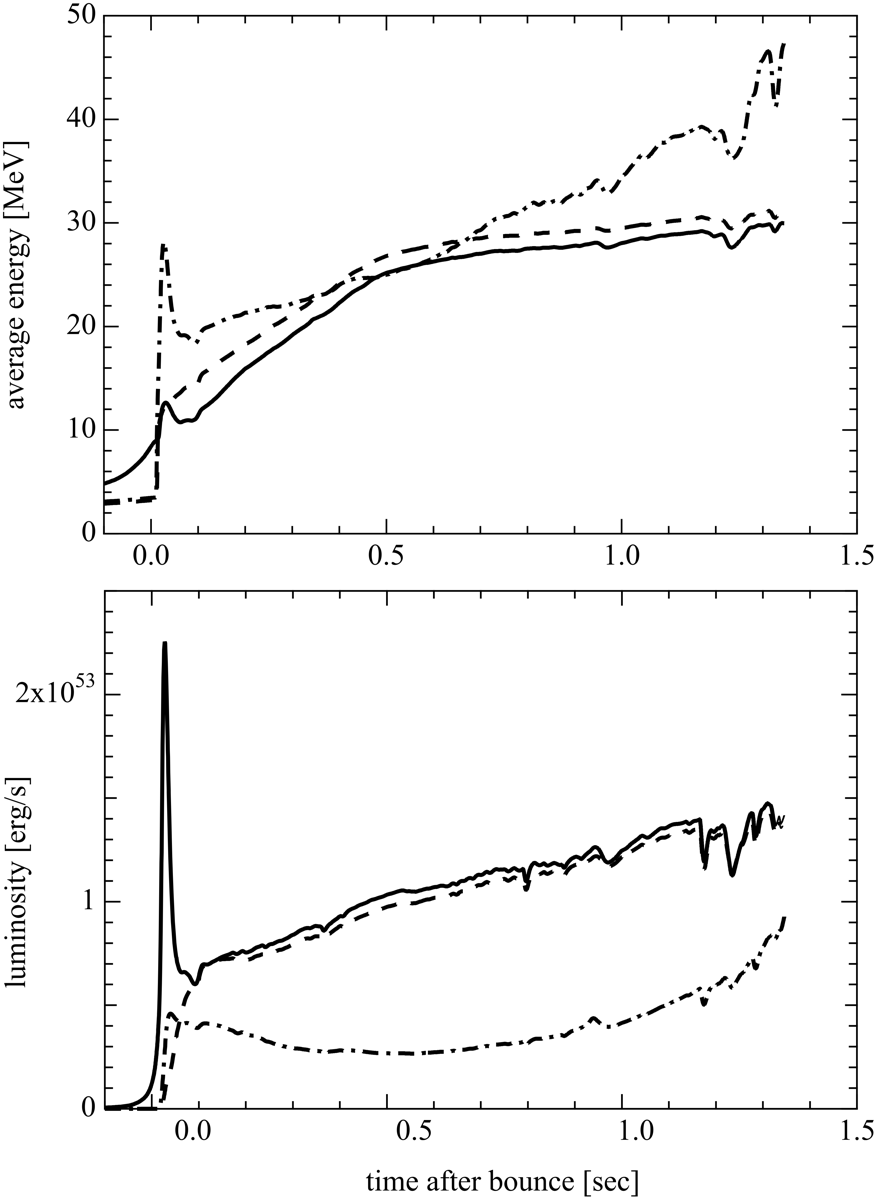 50
40
30
20
10
0
average energy [MeV]
0.0 0.5 1.0 1.5
2x10^53
1
0
luminosity [erg/s]
0.0 0.5 1.0 1.5
time after bounce [sec]